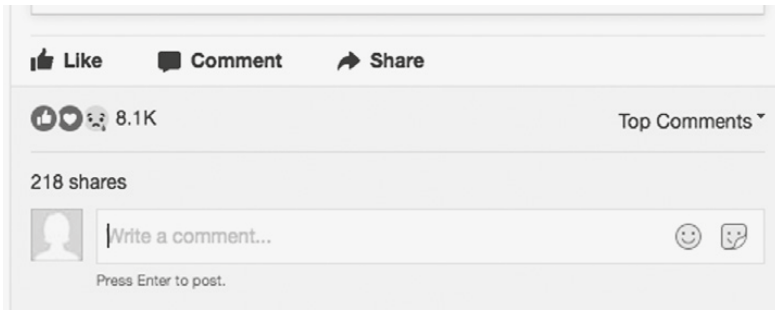 Like Comment Share
8.1K Top Comments
218 shares
Write a comment...
Press Enter to post.